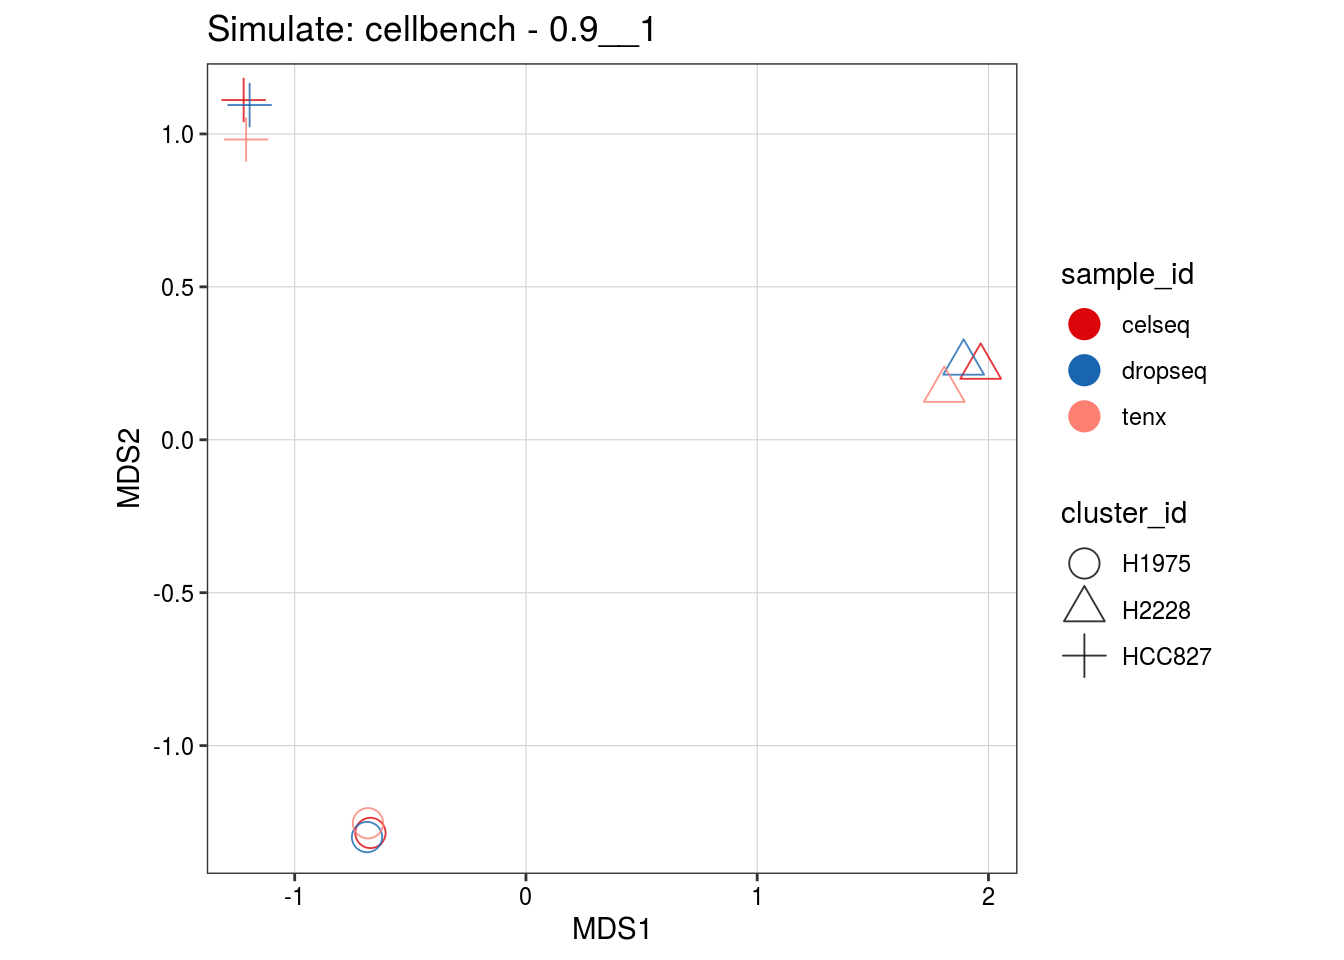 Simulate: cellbench - 0.9__1
1.0
0.5
0.0
-0.5
-1.0
MDS2
-1 0 1 2
MDS1
sample_id
celseq
dropseq
tenx
cluster_id
H1975
H2228
HCC827